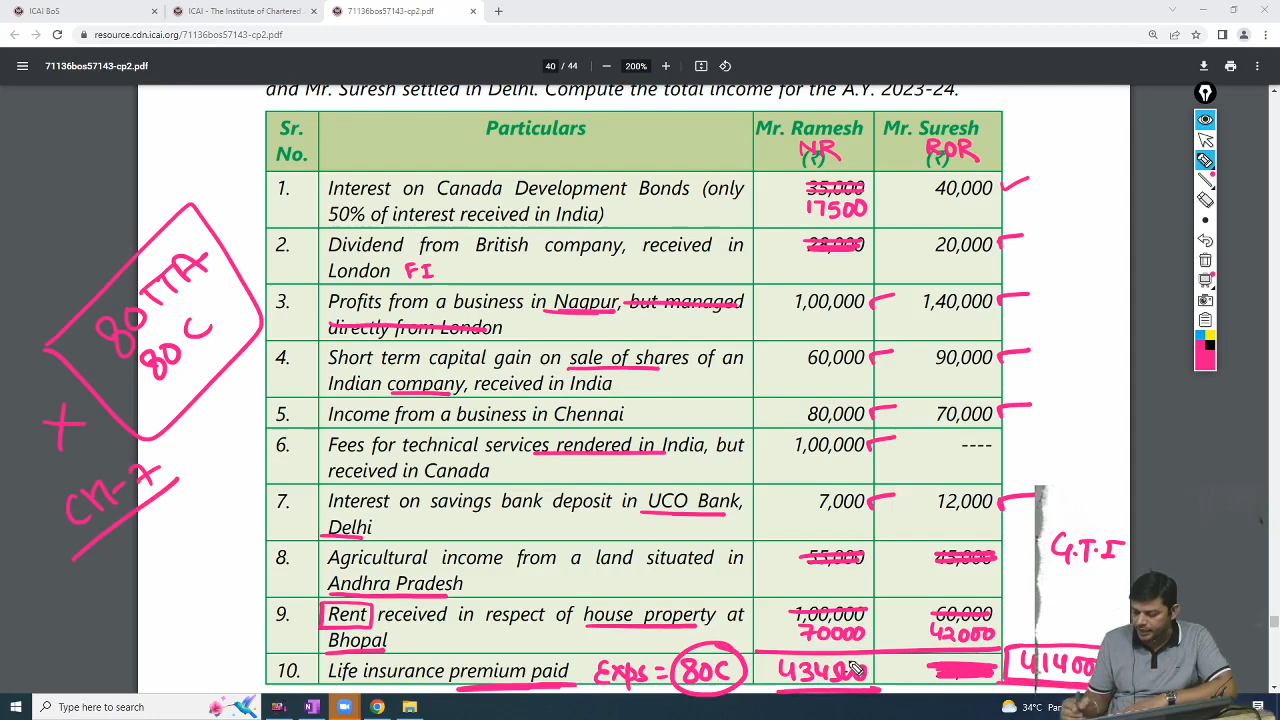 ICAI BoS
ICAI - The Institute of Chartered
71136bos57143-cp2.pdf
resource.cdn.icai.org/71136bos57143-cp2.pdf
71136bos57143-cp2.pdf
40 / 44
200%
and Mr. Suresh settled in Delhi. Compute the total income for the A.Y. 2023-24.
Sr. No.
Particulars
Mr. Ramesh (₹)
NR
Mr. Suresh (₹)
ROR
1.
Interest on Canada Development Bonds (only
50% of interest received in India)
35,000
17500
40,000
2.
Dividend from British company, received in
London FI
28,000
20,000
3.
Profits from a business in Nagpur, but managed
directly from London
1,00,000
1,40,000
4.
Short term capital gain on sale of shares of an
Indian company, received in India
60,000
90,000
5.
Income from a business in Chennai
80,000
70,000
6.
Fees for technical services rendered in India, but
received in Canada
1,00,000
----
7.
Interest on savings bank deposit in UCO Bank,
Delhi
7,000
12,000
8.
Agricultural income from a land situated in
Andhra Pradesh
55,000
45,000
9.
Rent received in respect of house property at
Bhopal
1,00,000
70000
60,000
42000
10.
Life insurance premium paid
Exps = 80C
80TTA
80C
X
CH-7
G.T.I
Type here to search
34°C